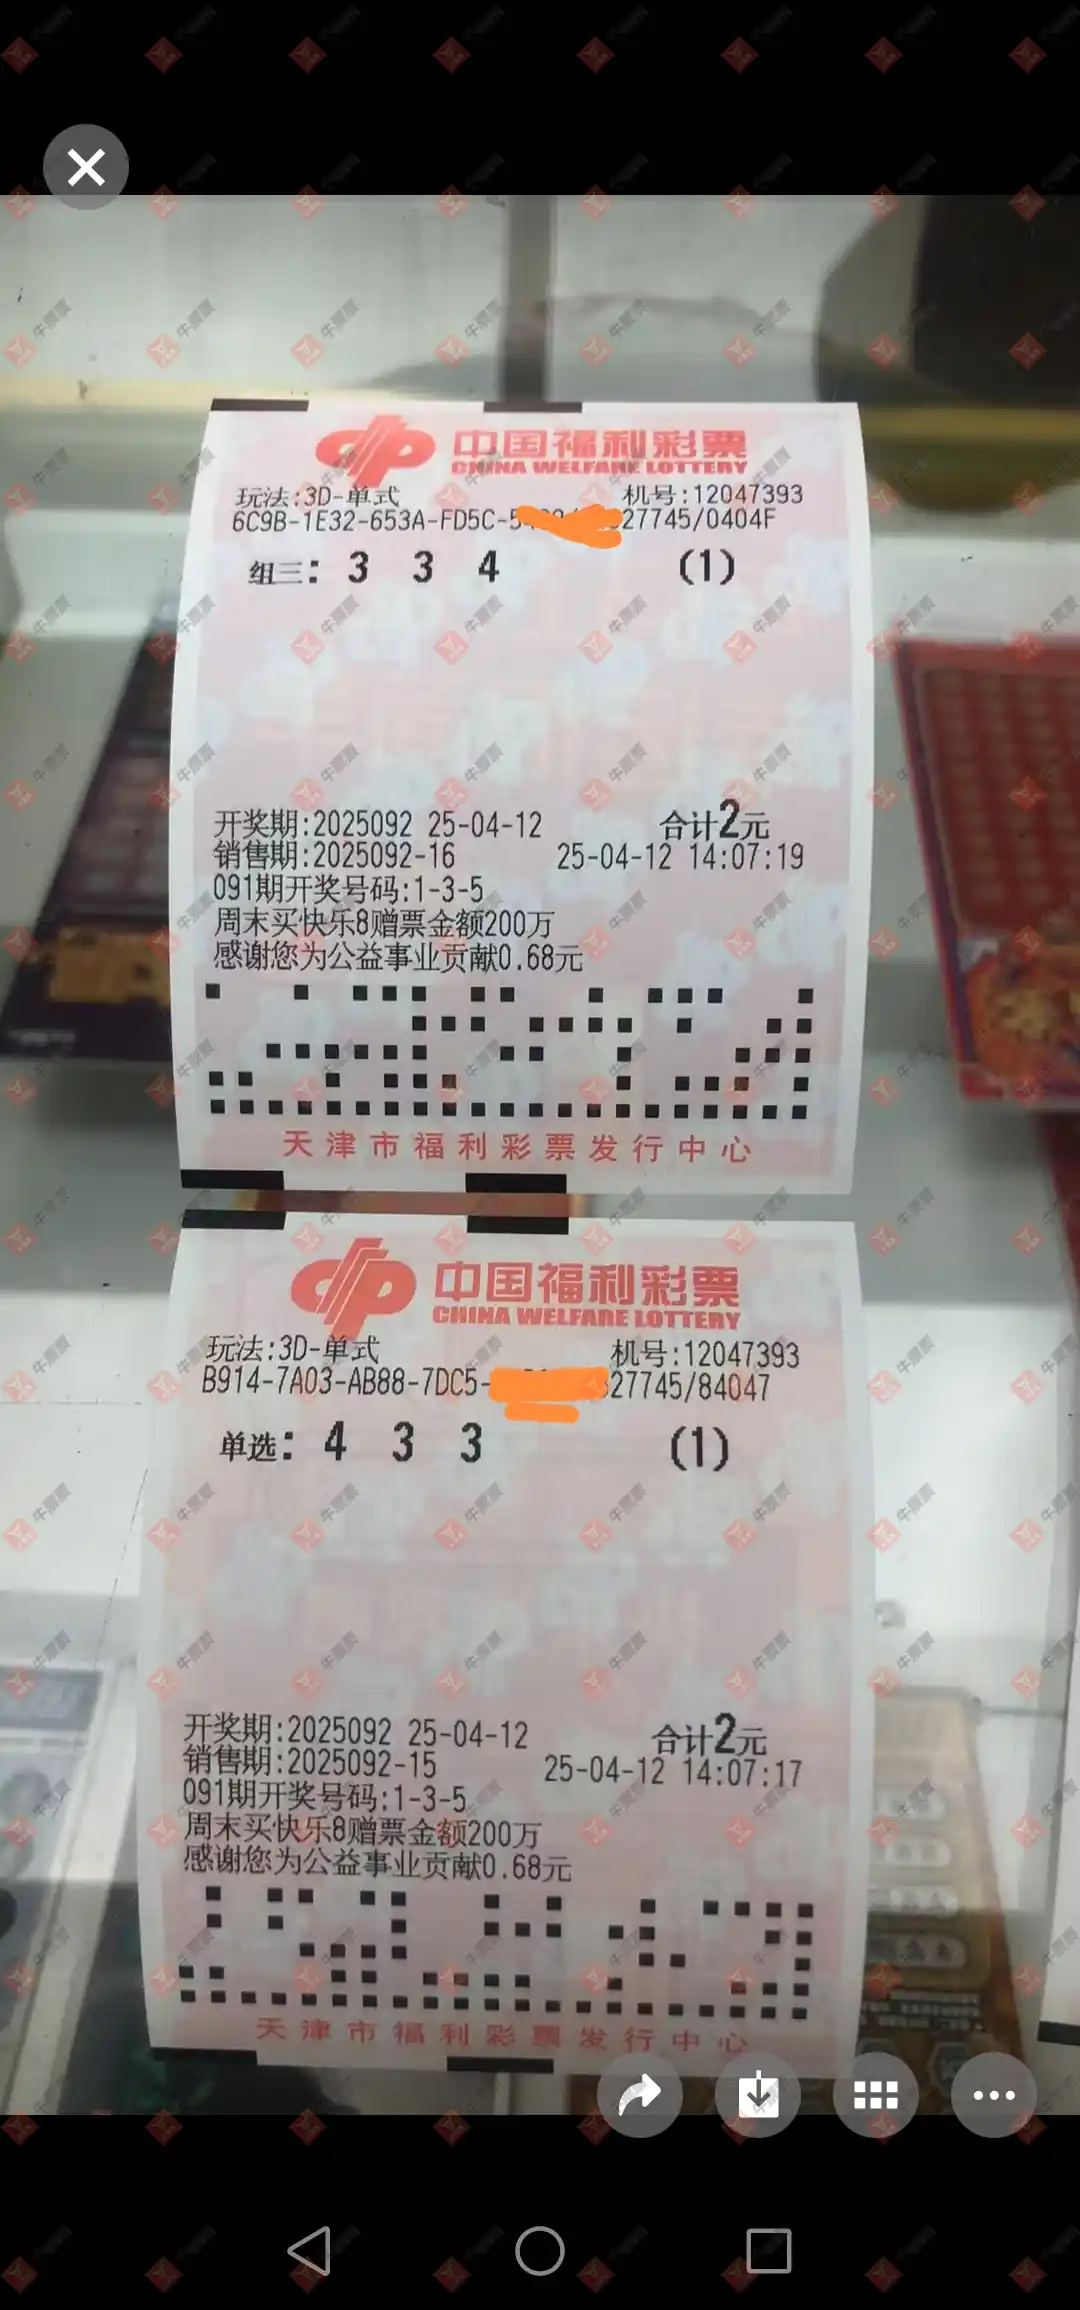 中国福利彩票
CHINA WELFARE LOTTERY
玩法:3D-单式 机号:12047393
6C9B-1E32-653A-FD5C- 27745/0404F
组三: 3 3 4 (1)
开奖期:2025092 25-04-12 合计2元
销售期:2025092-16 25-04-12 14:07:19
091期开奖号码:1-3-5
周末买快乐8赠票金额200万
感谢您为公益事业贡献0.68元
天津市福利彩票发行中心
中国福利彩票
CHINA WELFARE LOTTERY
玩法:3D-单式 机号:12047393
B914-7A03-AB88-7DC5- 27745/84047
单选: 4 3 3 (1)
开奖期:2025092 25-04-12 合计2元
销售期:2025092-15 25-04-12 14:07:17
091期开奖号码:1-3-5
周末买快乐8赠票金额200万
感谢您为公益事业贡献0.68元
天津市福利彩票发行中心
牛票票